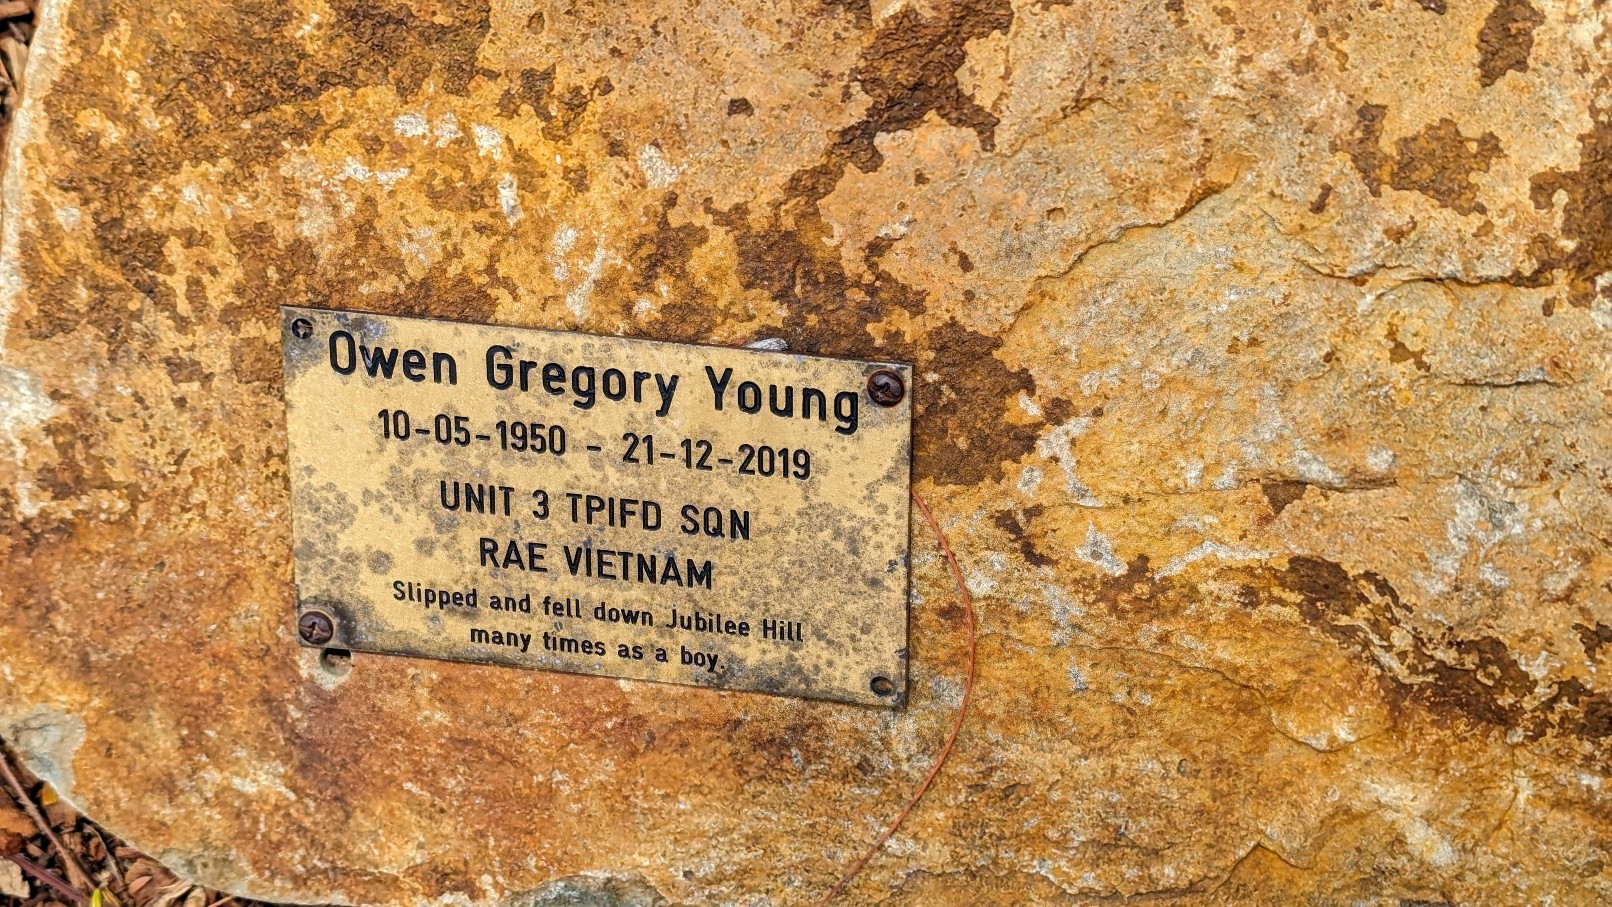 Owen Gregory Young
10-05-1950 - 21-12-2019
UNIT 3 TPIFD SQN
RAE VIETNAM
Slipped and fell down Jubilee Hill
many times as a boy.